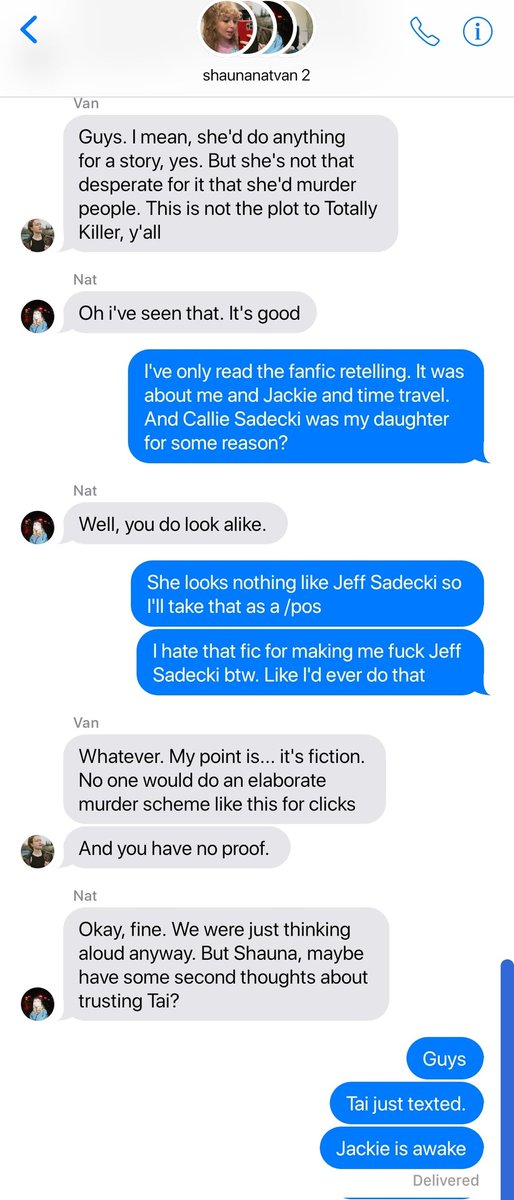 shaunanatvan 2
Van
Guys. I mean, she'd do anything
for a story, yes. But she's not that
desperate for it that she'd murder
people. This is not the plot to Totally
Killer, y'all
Nat
Oh i've seen that. It's good
I've only read the fanfic retelling. It was
about me and Jackie and time travel.
And Callie Sadecki was my daughter
for some reason?
Nat
Well, you do look alike.
She looks nothing like Jeff Sadecki so
I'll take that as a /pos
I hate that fic for making me fuck Jeff
Sadecki btw. Like I'd ever do that
Van
Whatever. My point is... it's fiction.
No one would do an elaborate
murder scheme like this for clicks
And you have no proof.
Nat
Okay, fine. We were just thinking
aloud anyway. But Shauna, maybe
have some second thoughts about
trusting Tai?
Guys
Tai just texted.
Jackie is awake
Delivered